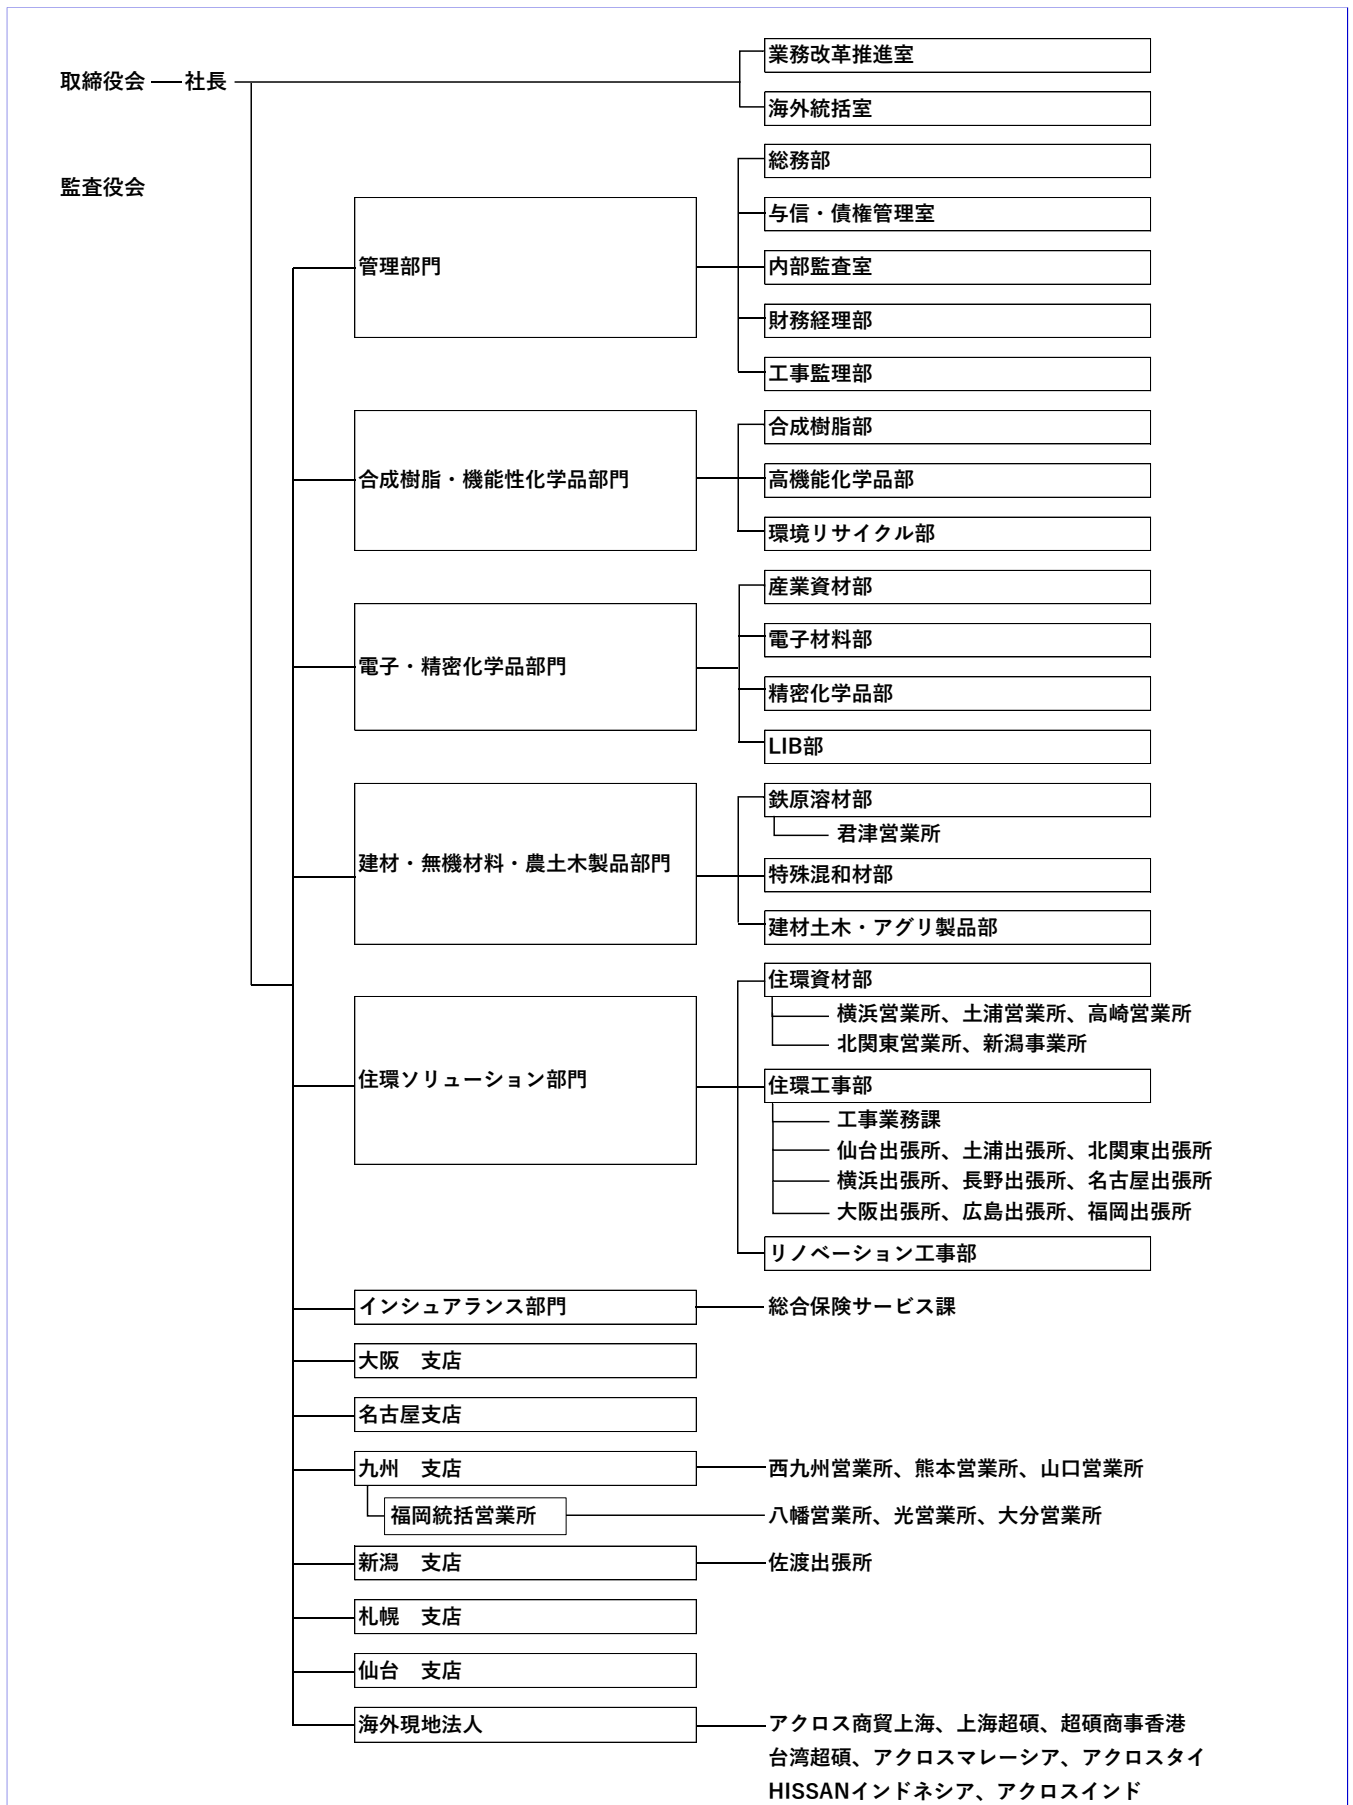 取締役会
社長
業務改革推進室
海外統括室
監査役会
管理部門
総務部
与信・債権管理室
内部監査室
財務経理部
工事監理部
合成樹脂・機能性化学品部門
合成樹脂部
高機能化学品部
環境リサイクル部
電子・精密化学品部門
産業資材部
電子材料部
精密化学品部
LIB部
建材・無機材料・農土木製品部門
鉄原溶材部
君津営業所
特殊混和材部
建材土木・アグリ製品部
住環ソリューション部門
住環資材部
横浜営業所、土浦営業所、高崎営業所
北関東営業所、新潟事業所
住環工事部
工事業務課
仙台出張所、土浦出張所、北関東出張所
横浜出張所、長野出張所、名古屋出張所
大阪出張所、広島出張所、福岡出張所
リノベーション工事部
インシュアランス部門
総合保険サービス課
大阪　支店
名古屋支店
九州　支店
西九州営業所、熊本営業所、山口営業所
福岡統括営業所
八幡営業所、光営業所、大分営業所
新潟　支店
佐渡出張所
札幌　支店
仙台　支店
海外現地法人
アクロス商貿上海、上海超碩、超碩商事香港
台湾超碩、アクロスマレーシア、アクロスタイ
HISSANインドネシア、アクロスインド